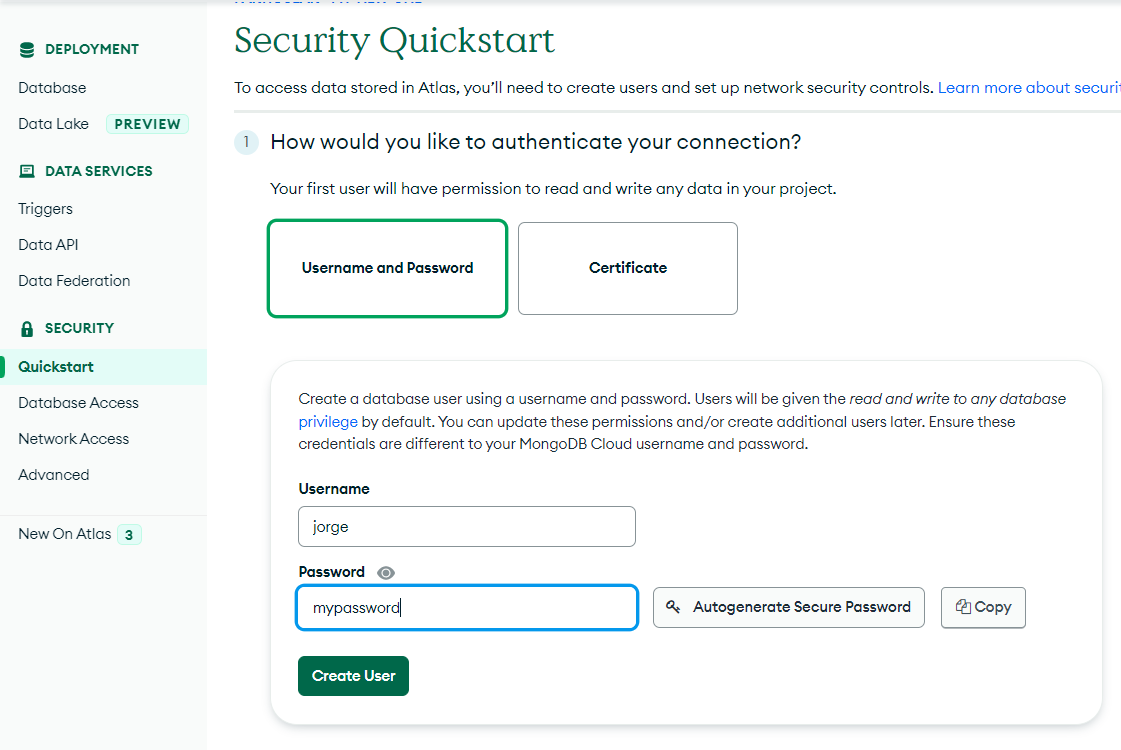 DEPLOYMENT
Database
Data Lake PREVIEW
DATA SERVICES
Triggers
Data API
Data Federation
SECURITY
Quickstart
Database Access
Network Access
Advanced
New On Atlas 3
Security Quickstart
To access data stored in Atlas, you’ll need to create users and set up network security controls. Learn more about
1 How would you like to authenticate your connection?
Your first user will have permission to read and write any data in your project.
Username and Password
Certificate
Create a database user using a username and password. Users will be given the read and write to any database
privilege by default. You can update these permissions and/or create additional users later. Ensure these
credentials are different to your MongoDB Cloud username and password.
Username
jorge
Password
mypassword
Autogenerate Secure Password
Copy
Create User